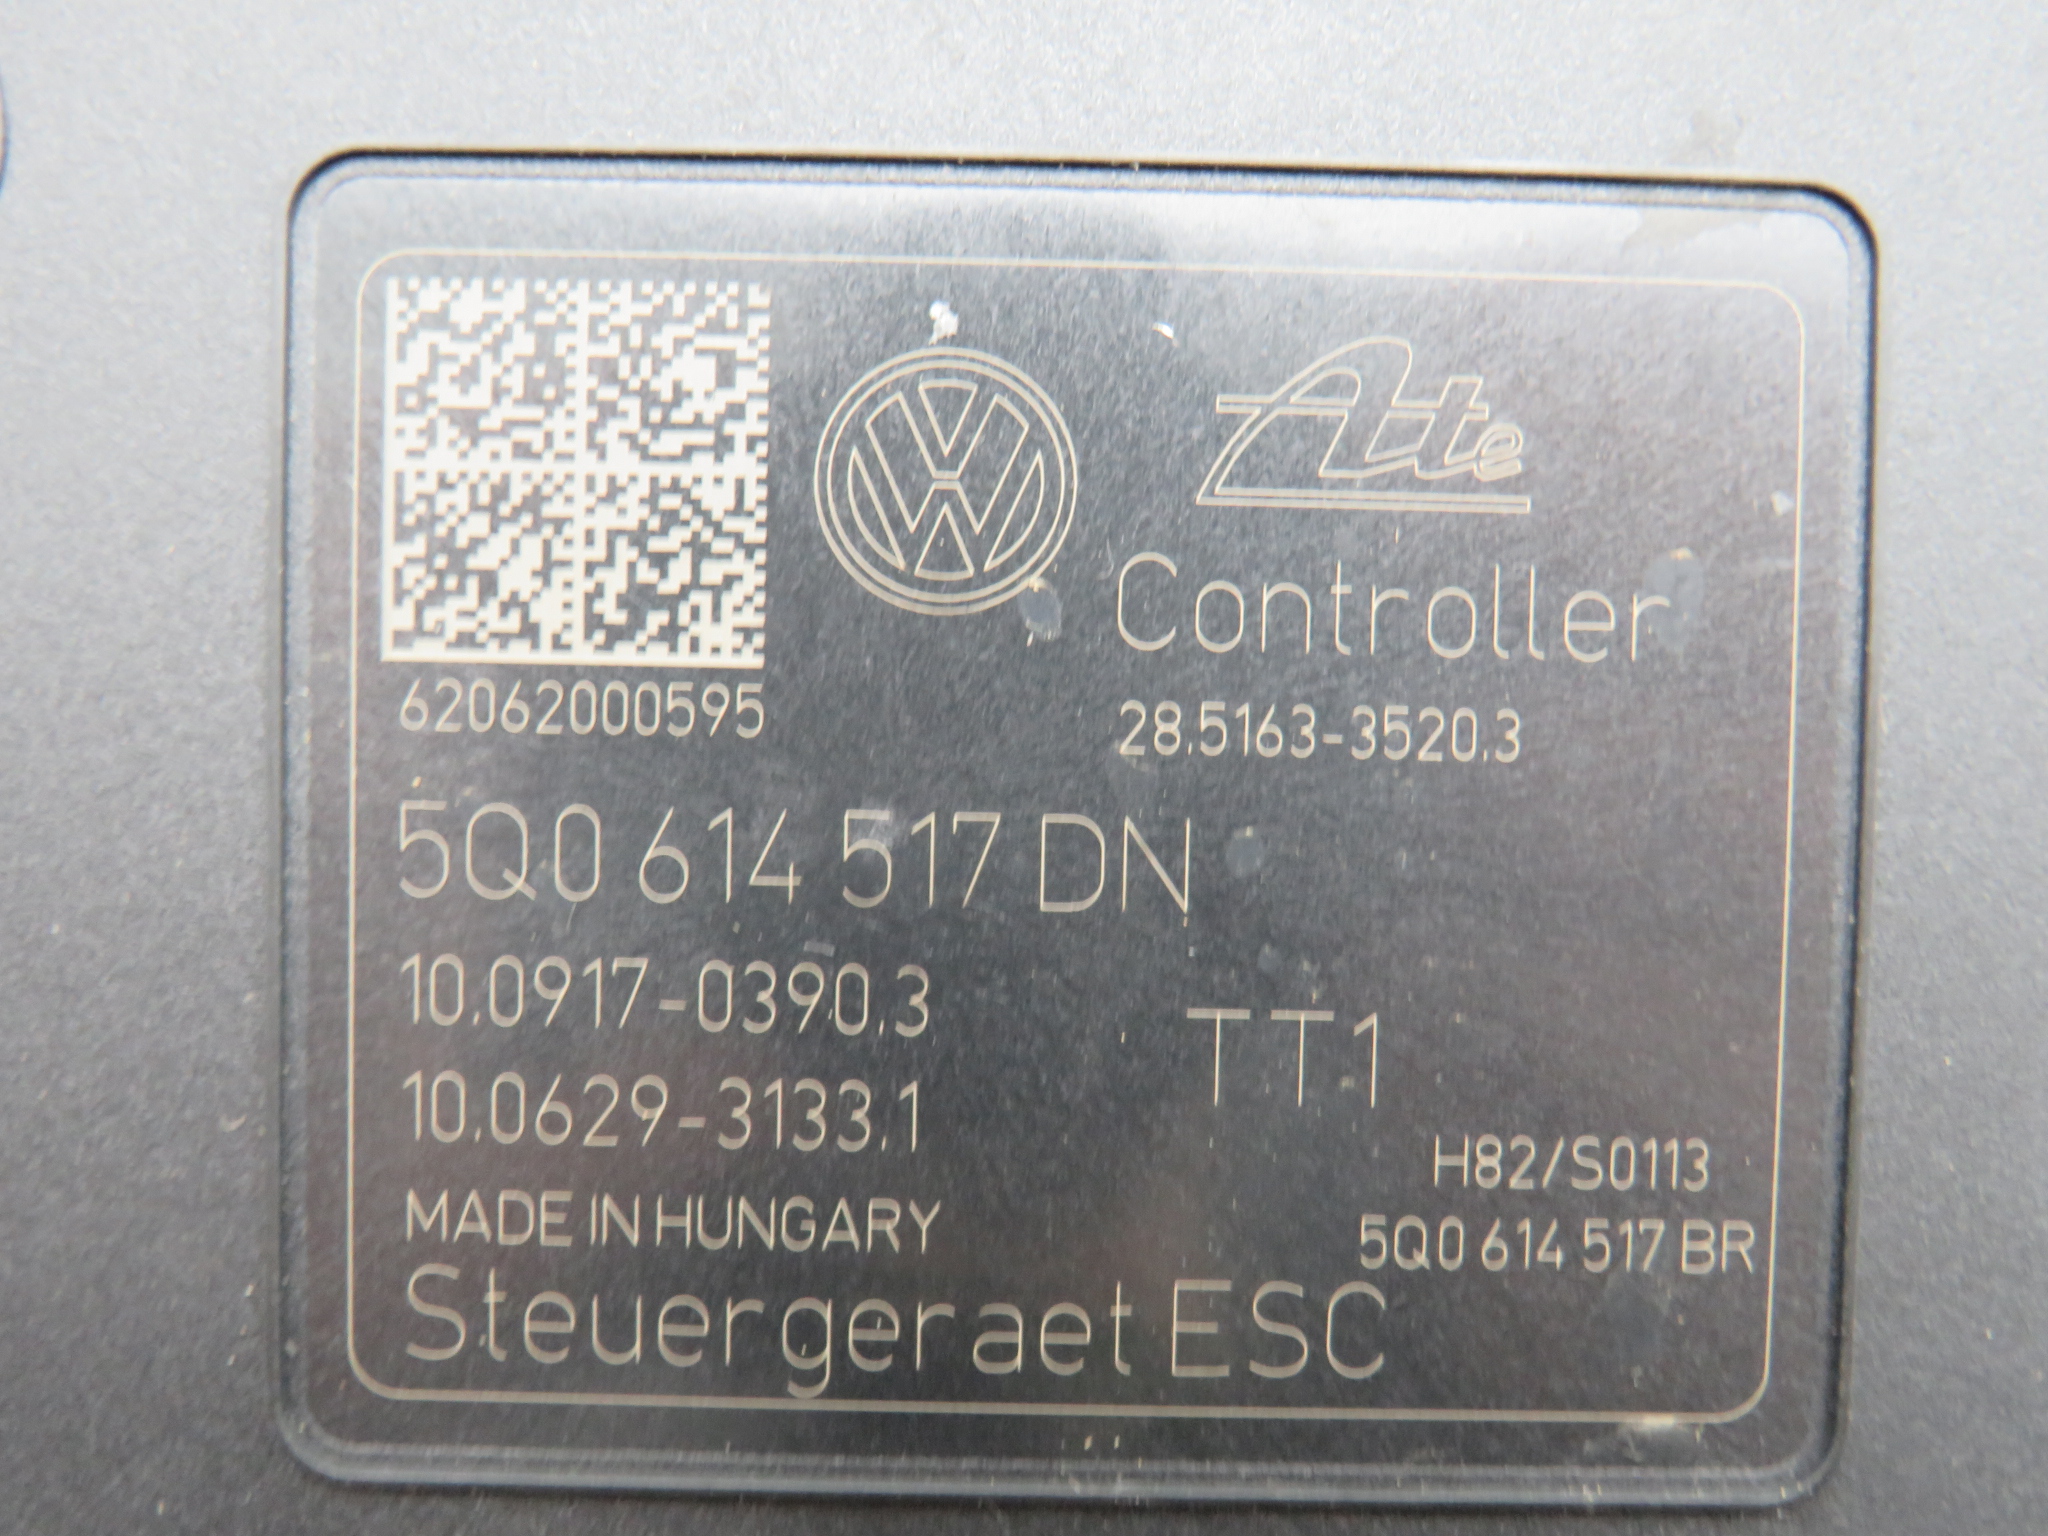 Ate
Controller
62062000595
28.5163-3520.3
5Q0 614 517 DN
10.0917-0390.3
TT1
10.0629-3133.1
H82/S0113
MADE IN HUNGARY
5Q0 614 517 BR
Steuergeraet ESC